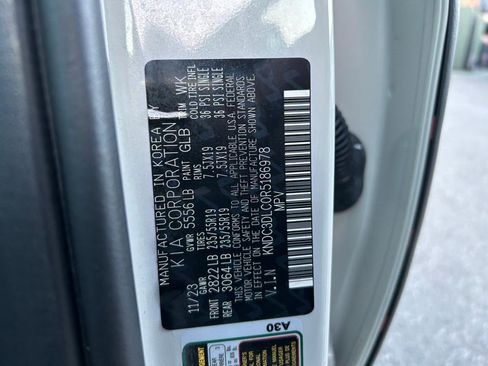 MANUFACTURED IN KOREA BY
KIA CORPORATION
11/23 GVWR 5556 LB PAINT GLB TRIM WK
GAWR TIRES RIMS COLD TIRE INFL
FRONT 2822 LB 235/55R19 7.5JX19 36 PSI SINGLE
REAR 3064 LB 235/55R19 7.5JX19 36 PSI SINGLE
THIS VEHICLE CONFORMS TO ALL APPLICABLE U.S.A. FEDERAL
MOTOR VEHICLE SAFETY AND THEFT PREVENTION STANDARDS
IN EFFECT ON THE DATE OF MANUFACTURE SHOWN ABOVE.
V.I.N KNDC3DLC0R5186978
MPV
A30